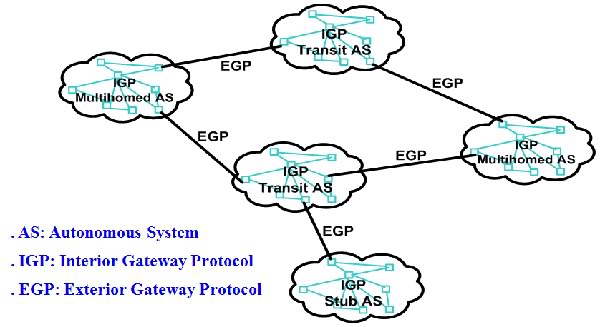 IGP
Transit AS
EGP
EGP
IGP
Multihomed AS
EGP
IGP
Multihomed AS
EGP
IGP
Transit AS
EGP
IGP
Stub AS
. AS: Autonomous System
. IGP: Interior Gateway Protocol
. EGP: Exterior Gateway Protocol